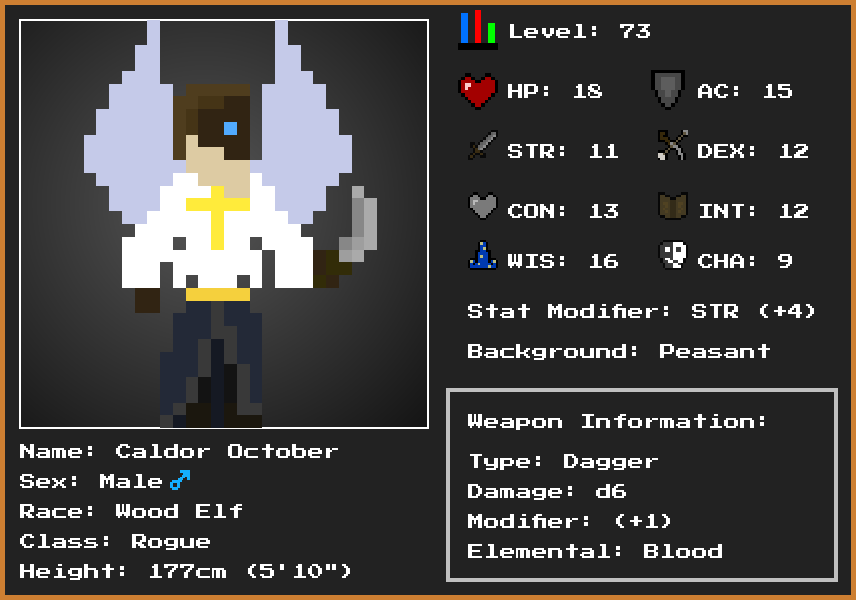 Level: 73
HP: 18
AC: 15
STR: 11
DEX: 12
CON: 13
INT: 12
WIS: 16
CHA: 9
Stat Modifier: STR (+4)
Background: Peasant
Weapon Information:
Type: Dagger
Damage: d6
Modifier: (+1)
Elemental: Blood
Name: Caldor October
Sex: Male♂
Race: Wood Elf
Class: Rogue
Height: 177cm (5'10")